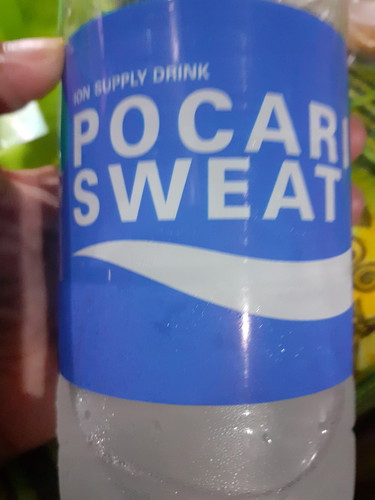 ION SUPPLY DRINK
POCARI
SWEAT